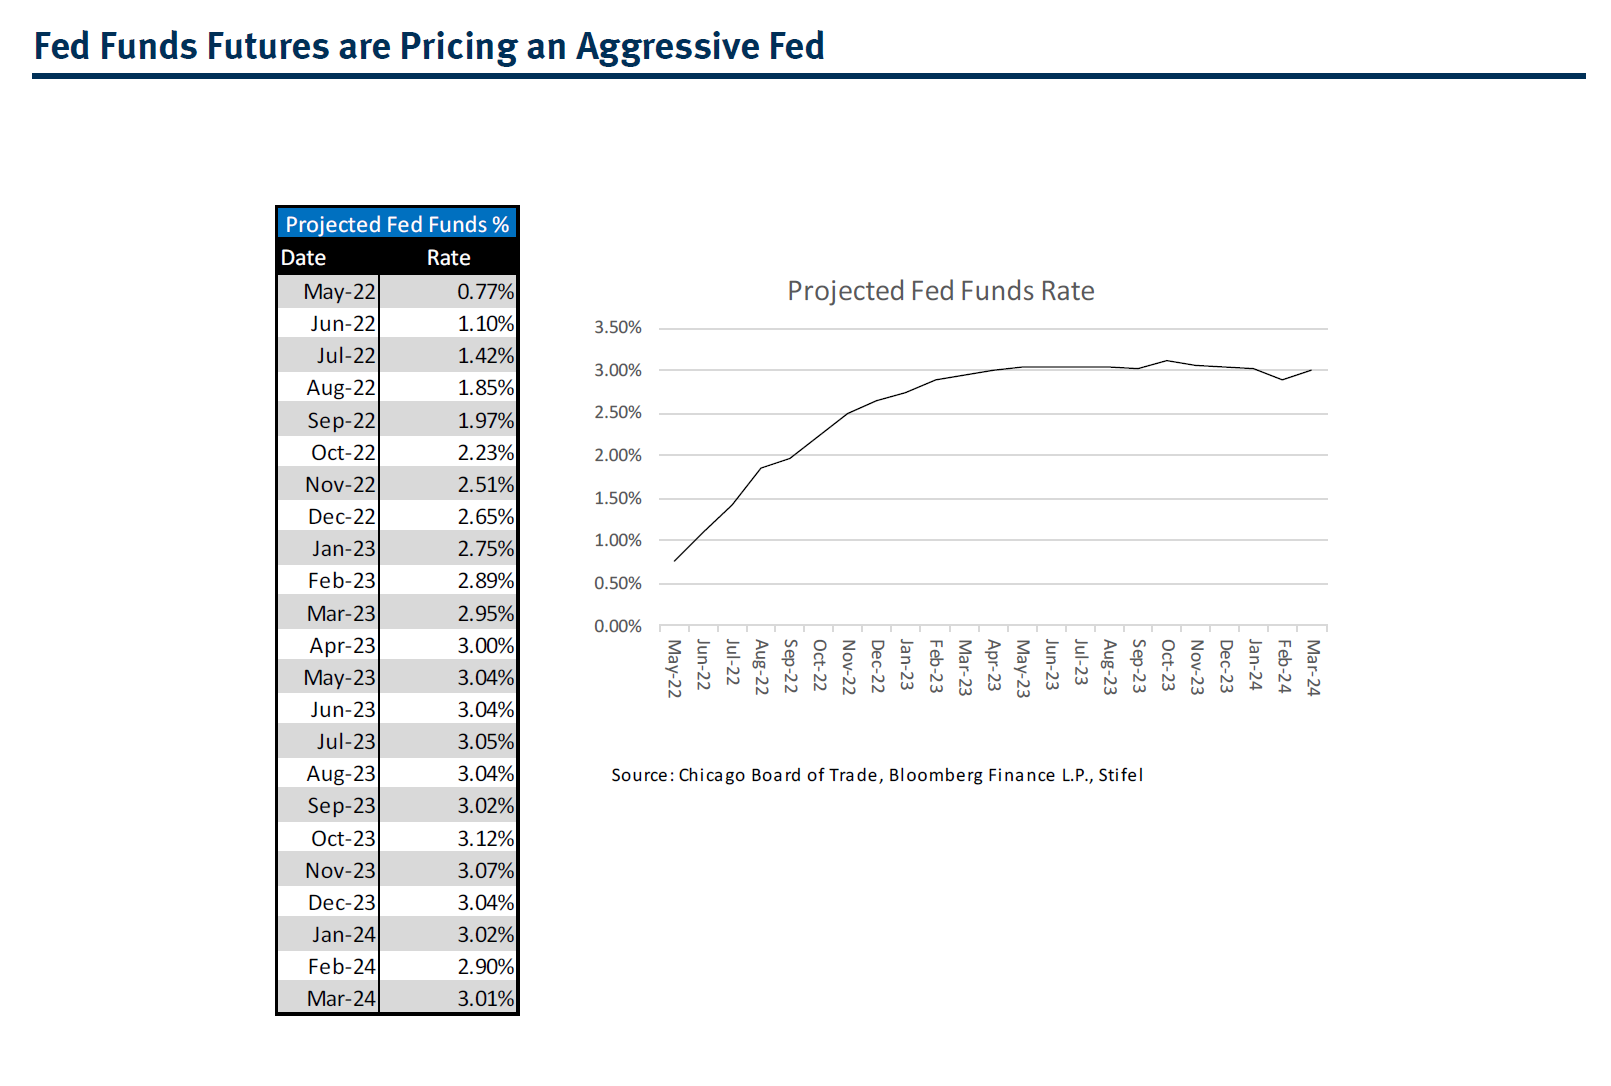 Fed Funds Futures are Pricing an Aggressive Fed
Projected Fed Funds %
Date Rate
May-22 0.77%
Jun-22 1.10%
Jul-22 1.42%
Aug-22 1.85%
Sep-22 1.97%
Oct-22 2.23%
Nov-22 2.51%
Dec-22 2.65%
Jan-23 2.75%
Feb-23 2.89%
Mar-23 2.95%
Apr-23 3.00%
May-23 3.04%
Jun-23 3.04%
Jul-23 3.05%
Aug-23 3.04%
Sep-23 3.02%
Oct-23 3.12%
Nov-23 3.07%
Dec-23 3.04%
Jan-24 3.02%
Feb-24 2.90%
Mar-24 3.01%
Projected Fed Funds Rate
3.50%
3.00%
2.50%
2.00%
1.50%
1.00%
0.50%
0.00%
May-22
Jun-22
Jul-22
Aug-22
Sep-22
Oct-22
Nov-22
Dec-22
Jan-23
Feb-23
Mar-23
Apr-23
May-23
Jun-23
Jul-23
Aug-23
Sep-23
Oct-23
Nov-23
Dec-23
Jan-24
Feb-24
Mar-24
Source: Chicago Board of Trade, Bloomberg Finance L.P., Stifel